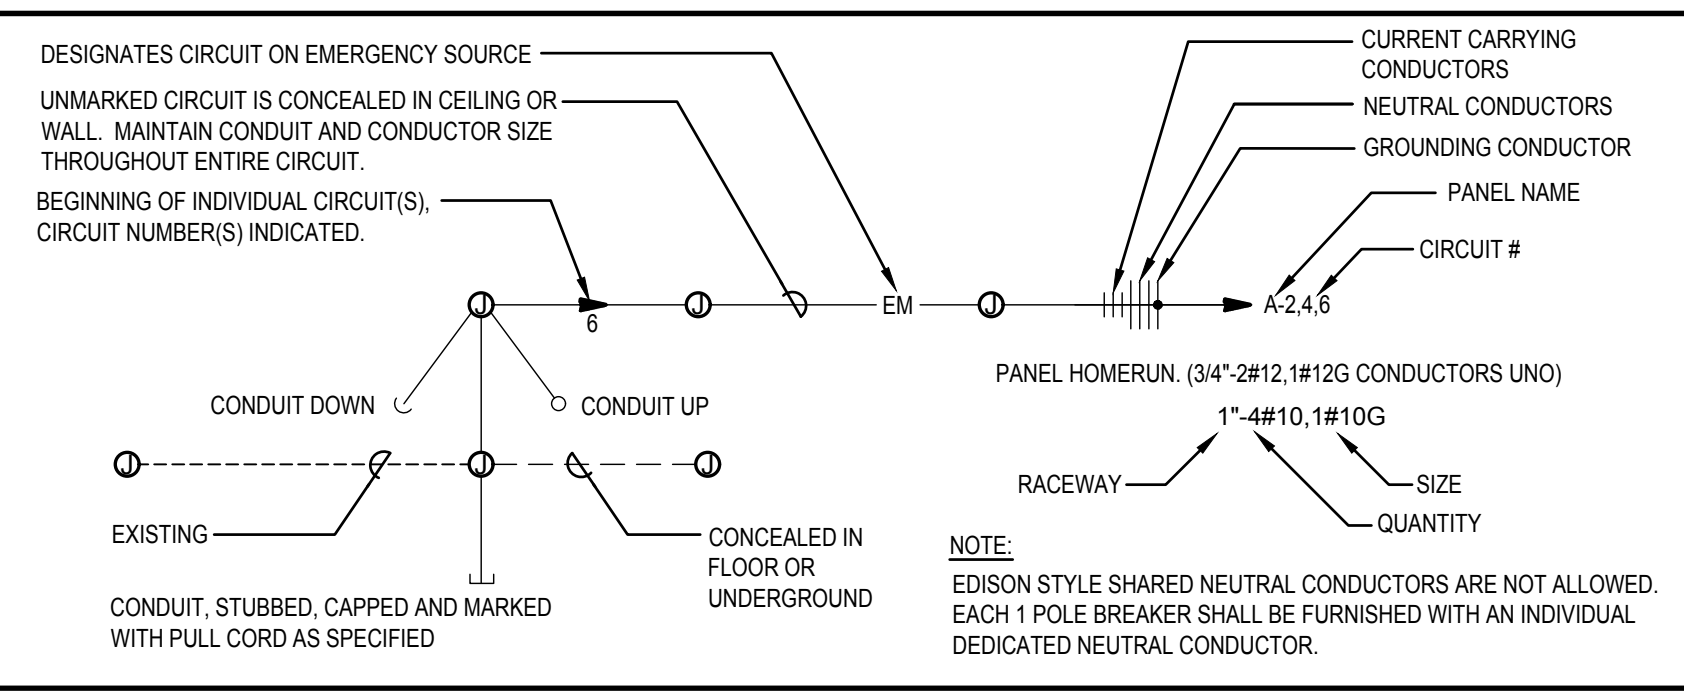 DESIGNATES CIRCUIT ON EMERGENCY SOURCE
UNMARKED CIRCUIT IS CONCEALED IN CEILING OR
WALL. MAINTAIN CONDUIT AND CONDUCTOR SIZE
THROUGHOUT ENTIRE CIRCUIT.
BEGINNING OF INDIVIDUAL CIRCUIT(S),
CIRCUIT NUMBER(S) INDICATED.
CURRENT CARRYING
CONDUCTORS
NEUTRAL CONDUCTORS
GROUNDING CONDUCTOR
PANEL NAME
CIRCUIT #
J
6
J
EM
J
A-2,4,6
PANEL HOMERUN. (3/4"-2#12,1#12G CONDUCTORS UNO)
1"-4#10,1#10G
RACEWAY
SIZE
QUANTITY
CONDUIT DOWN
CONDUIT UP
J
J
J
EXISTING
CONCEALED IN
FLOOR OR
UNDERGROUND
CONDUIT, STUBBED, CAPPED AND MARKED
WITH PULL CORD AS SPECIFIED
NOTE:
EDISON STYLE SHARED NEUTRAL CONDUCTORS ARE NOT ALLOWED.
EACH 1 POLE BREAKER SHALL BE FURNISHED WITH AN INDIVIDUAL
DEDICATED NEUTRAL CONDUCTOR.